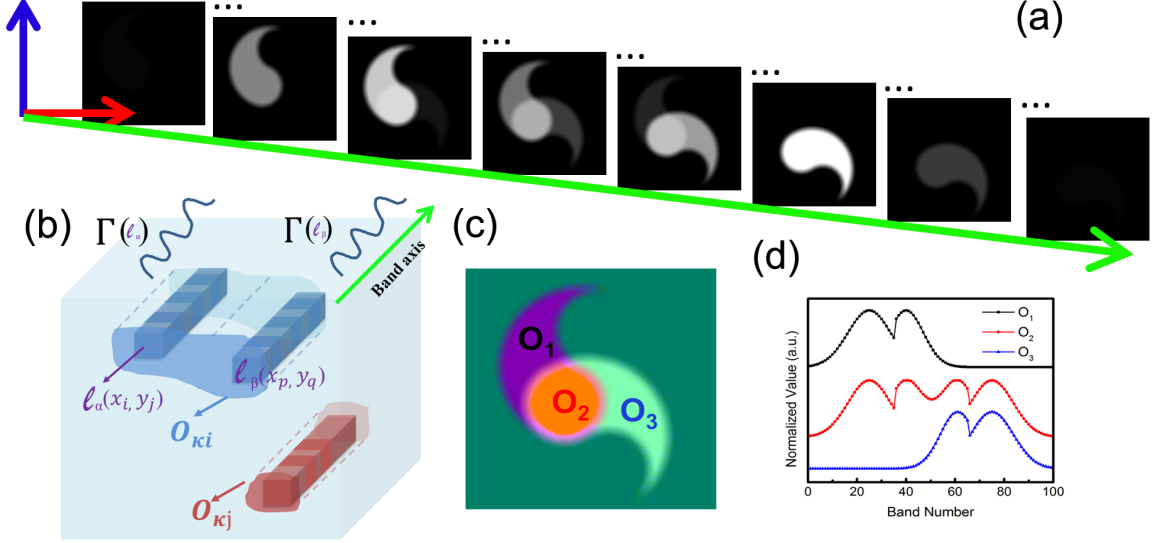 (a)
... ... ... ... ... ... ...
(b)
Γ(ℓα)
Γ(ℓβ)
Band axis
ℓα(xi, yj)
ℓβ(xp, yq)
Oκi
Oκj
(c)
O1
O2
O3
(d)
Normalized Value (a.u.)
O1
O2
O3
0 20 40 60 80 100
Band Number